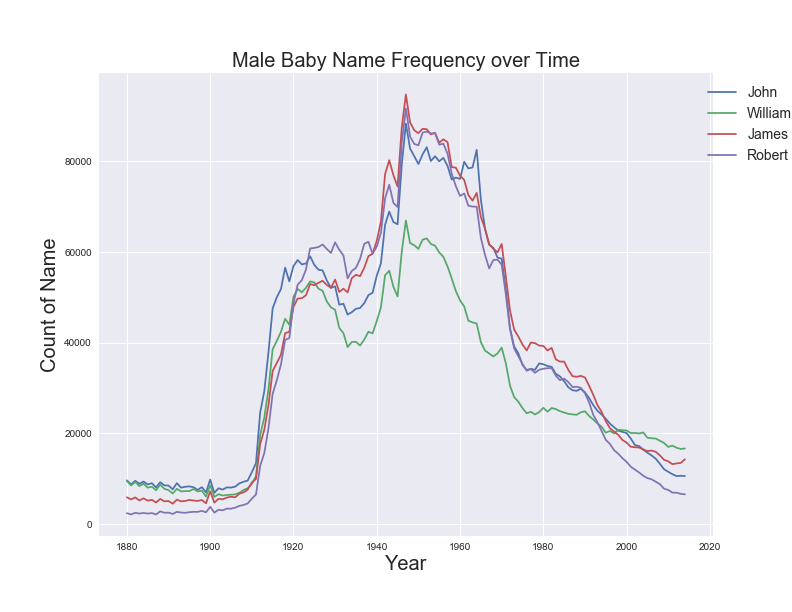 Male Baby Name Frequency over Time
John
William
James
Robert
80000
60000
40000
20000
0
Count of Name
1880 1900 1920 1940 1960 1980 2000 2020
Year